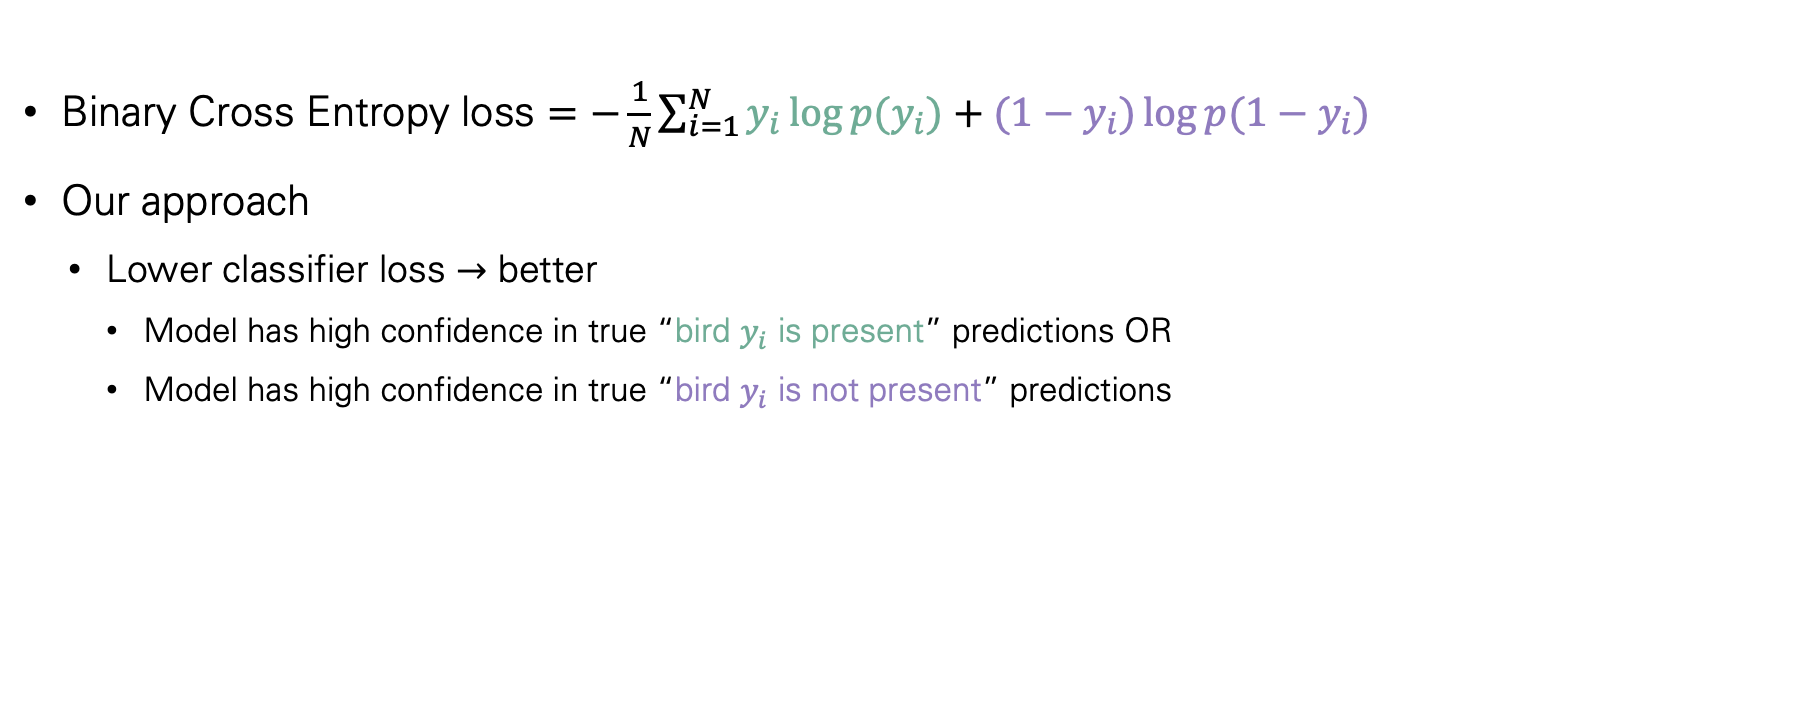 • Binary Cross Entropy loss = −\frac{1}{N}∑_{i=1}^{N} y_i log p(y_i) + (1 − y_i) log p(1 − y_i)
• Our approach
• Lower classifier loss → better
• Model has high confidence in true “bird y_i is present” predictions OR
• Model has high confidence in true “bird y_i is not present” predictions